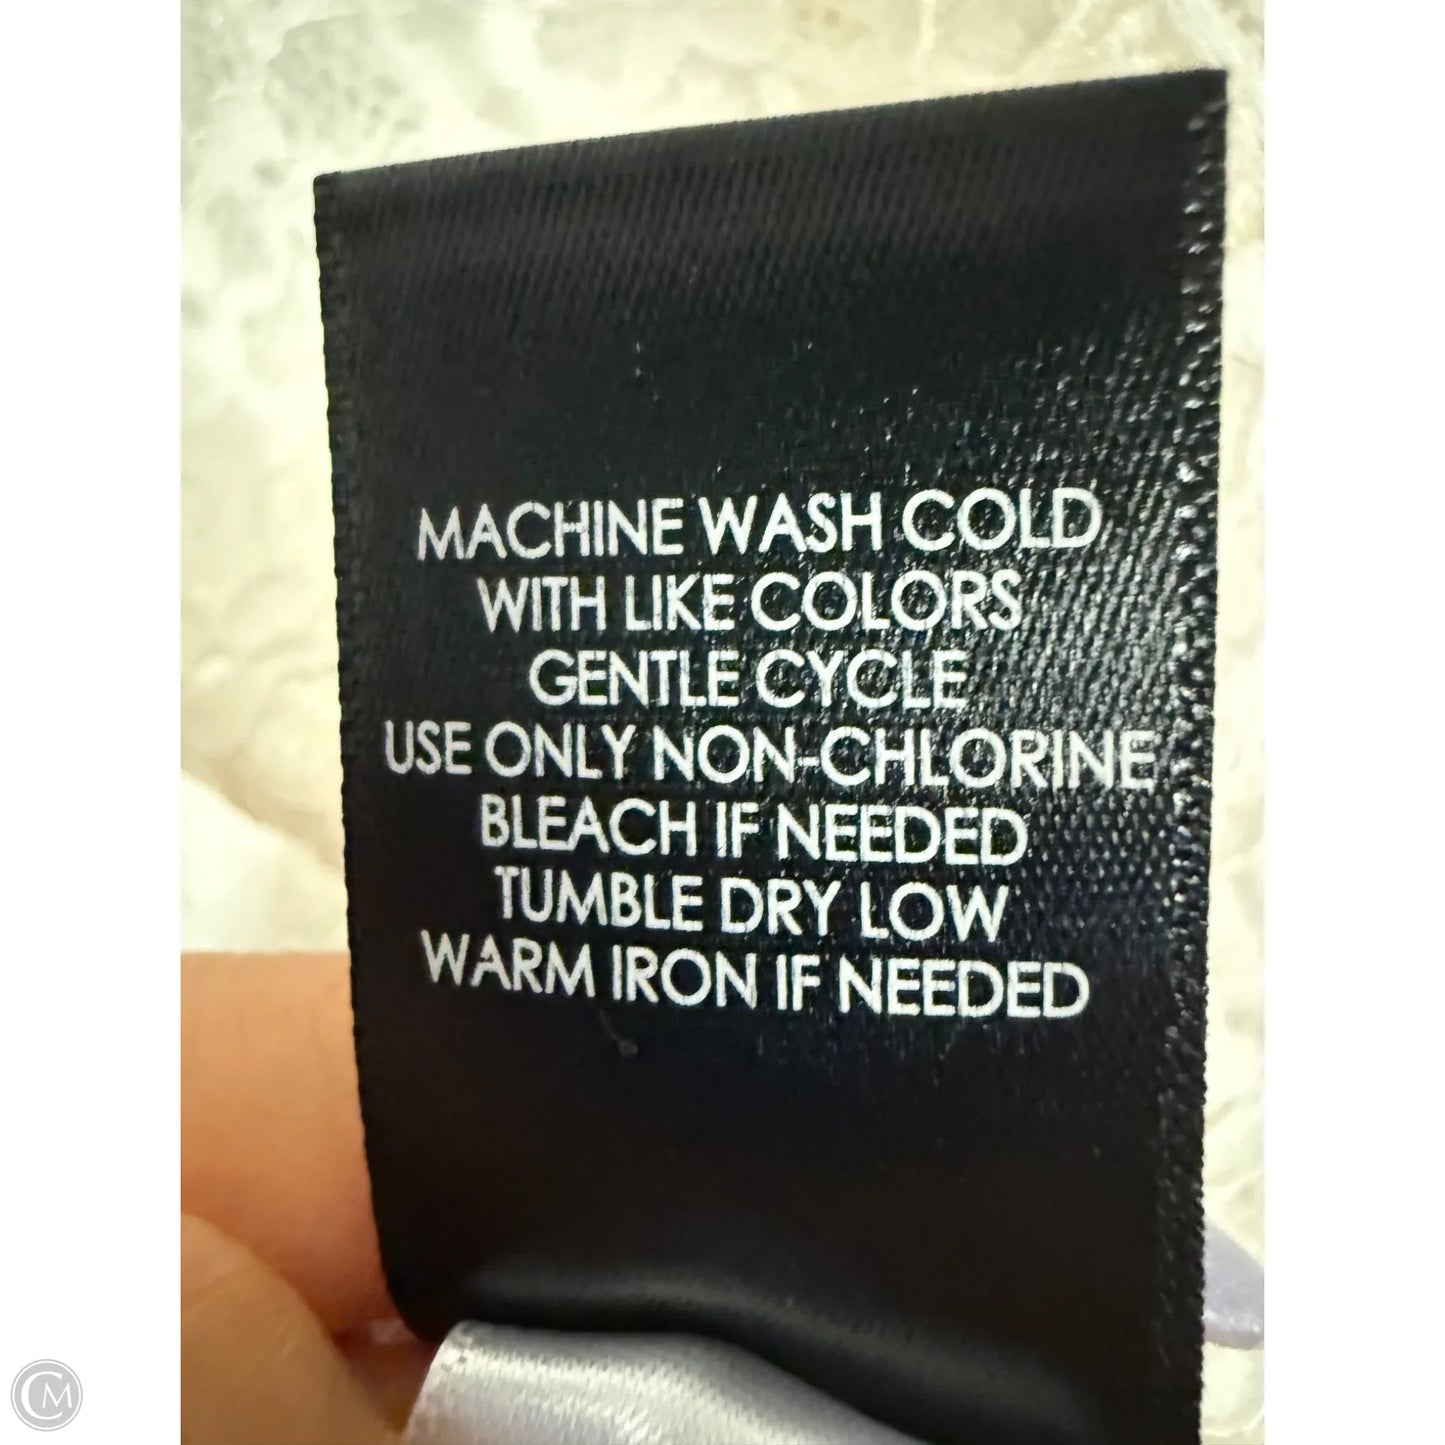 MACHINE WASH COLD
WITH LIKE COLORS
GENTLE CYCLE
USE ONLY NON-CHLORINE
BLEACH IF NEEDED
TUMBLE DRY LOW
WARM IRON IF NEEDED
CM